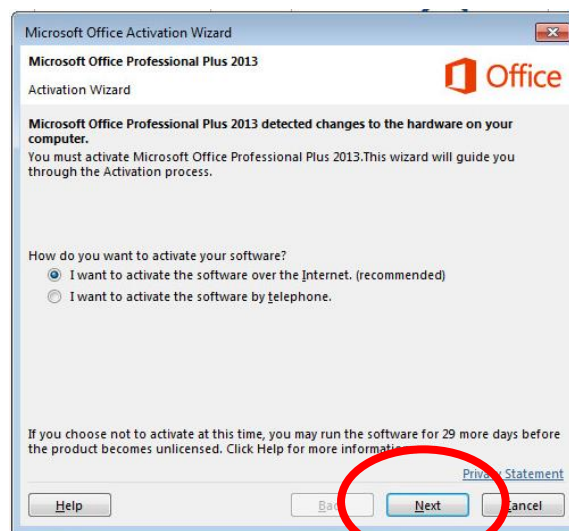 Microsoft Office Activation Wizard
Microsoft Office Professional Plus 2013
Office
Activation Wizard
Microsoft Office Professional Plus 2013 detected changes to the hardware on your
computer.
You must activate Microsoft Office Professional Plus 2013.This wizard will guide you
through the Activation process.
How do you want to activate your software?
I want to activate the software over the Internet. (recommended)
I want to activate the software by telephone.
If you choose not to activate at this time, you may run the software for 29 more days before
the product becomes unlicensed. Click Help for more information.
Privacy Statement
Help
Back
Next
Cancel